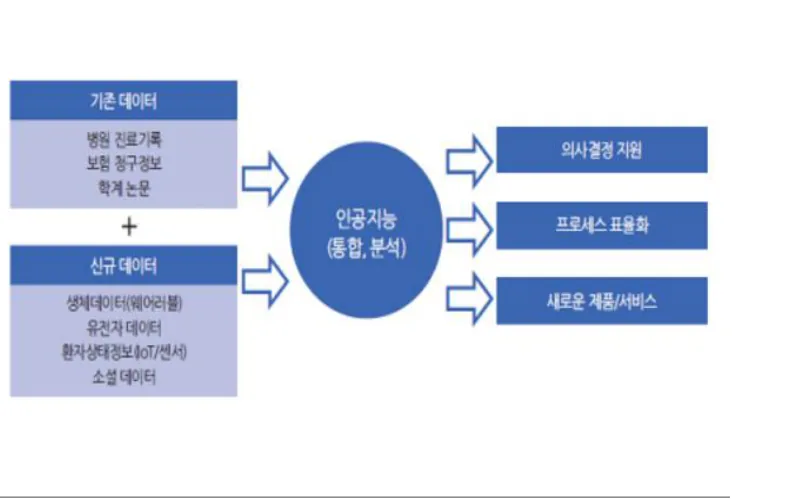 기존 데이터
병원 진료기록
보험 청구정보
학계 논문
+
신규 데이터
생체데이터(웨어러블)
유전자 데이터
환자상태정보(IoT/센서)
소셜 데이터
인공지능
(통합, 분석)
의사결정 지원
프로세스 표율화
새로운 제품/서비스